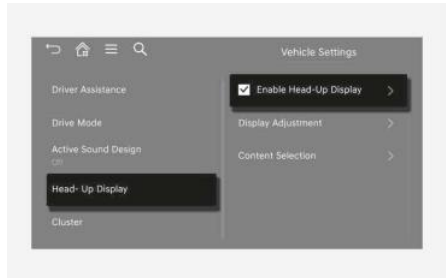 Vehicle Settings
Driver Assistance
Drive Mode
Active Sound Design
Off
Head- Up Display
Cluster
Enable Head-Up Display
Display Adjustment
Content Selection